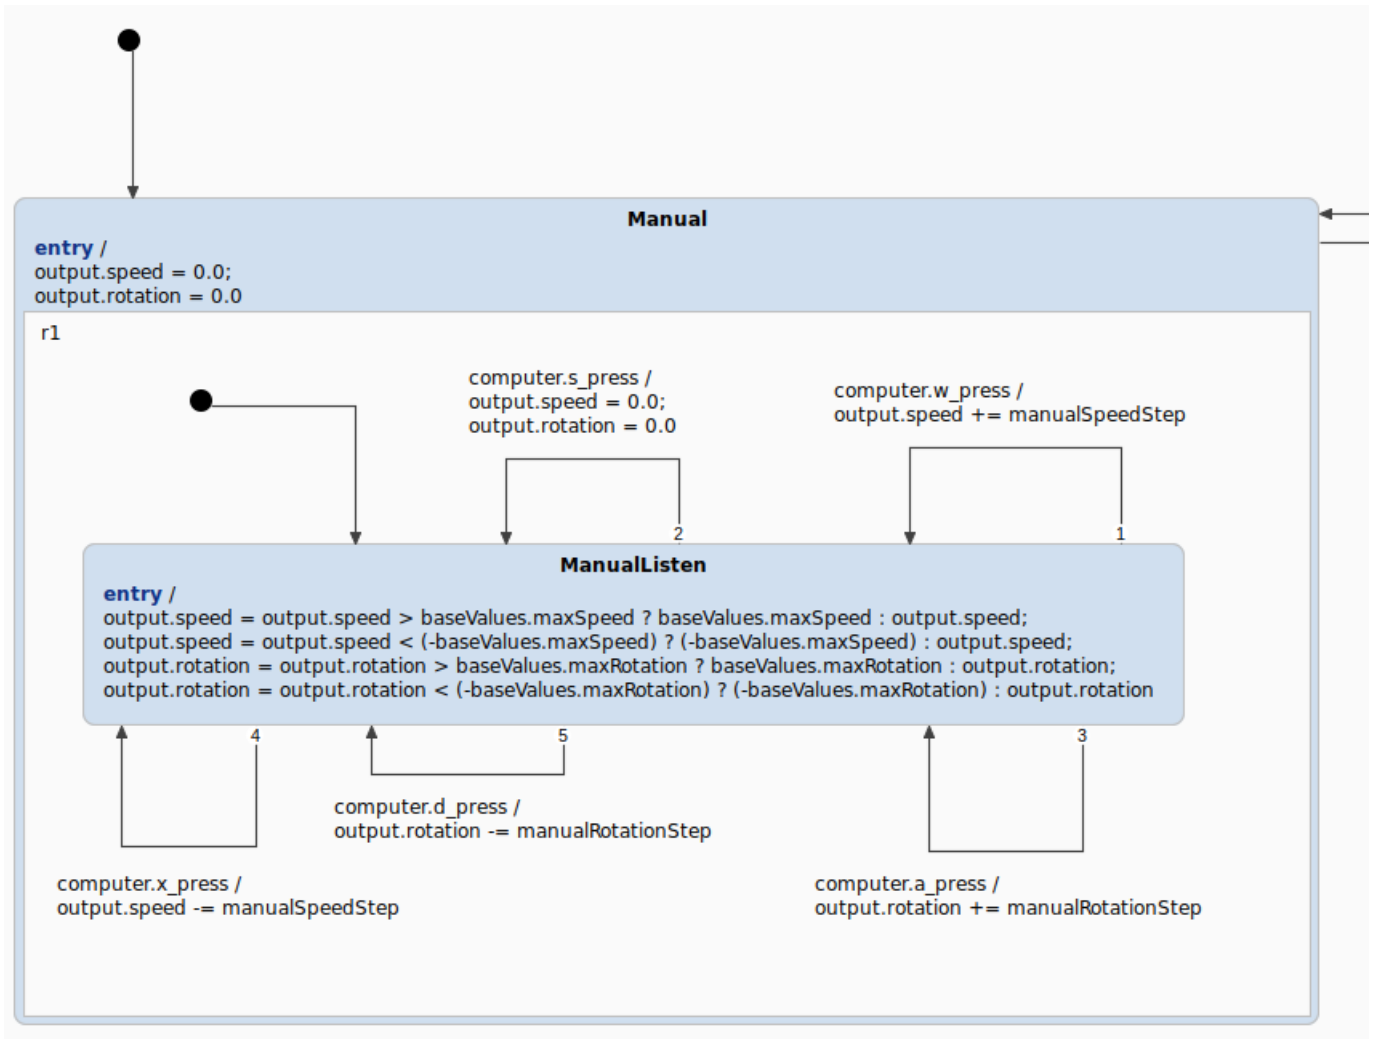 Manual
entry /
output.speed = 0.0;
output.rotation = 0.0
r1
computer.s_press /
output.speed = 0.0;
output.rotation = 0.0
computer.w_press /
output.speed += manualSpeedStep
2
1
ManualListen
entry /
output.speed = output.speed > baseValues.maxSpeed ? baseValues.maxSpeed : output.speed;
output.speed = output.speed < (-baseValues.maxSpeed) ? (-baseValues.maxSpeed) : output.speed;
output.rotation = output.rotation > baseValues.maxRotation ? baseValues.maxRotation : output.rotation;
output.rotation = output.rotation < (-baseValues.maxRotation) ? (-baseValues.maxRotation) : output.rotation
4
5
3
computer.d_press /
output.rotation -= manualRotationStep
computer.x_press /
output.speed -= manualSpeedStep
computer.a_press /
output.rotation += manualRotationStep